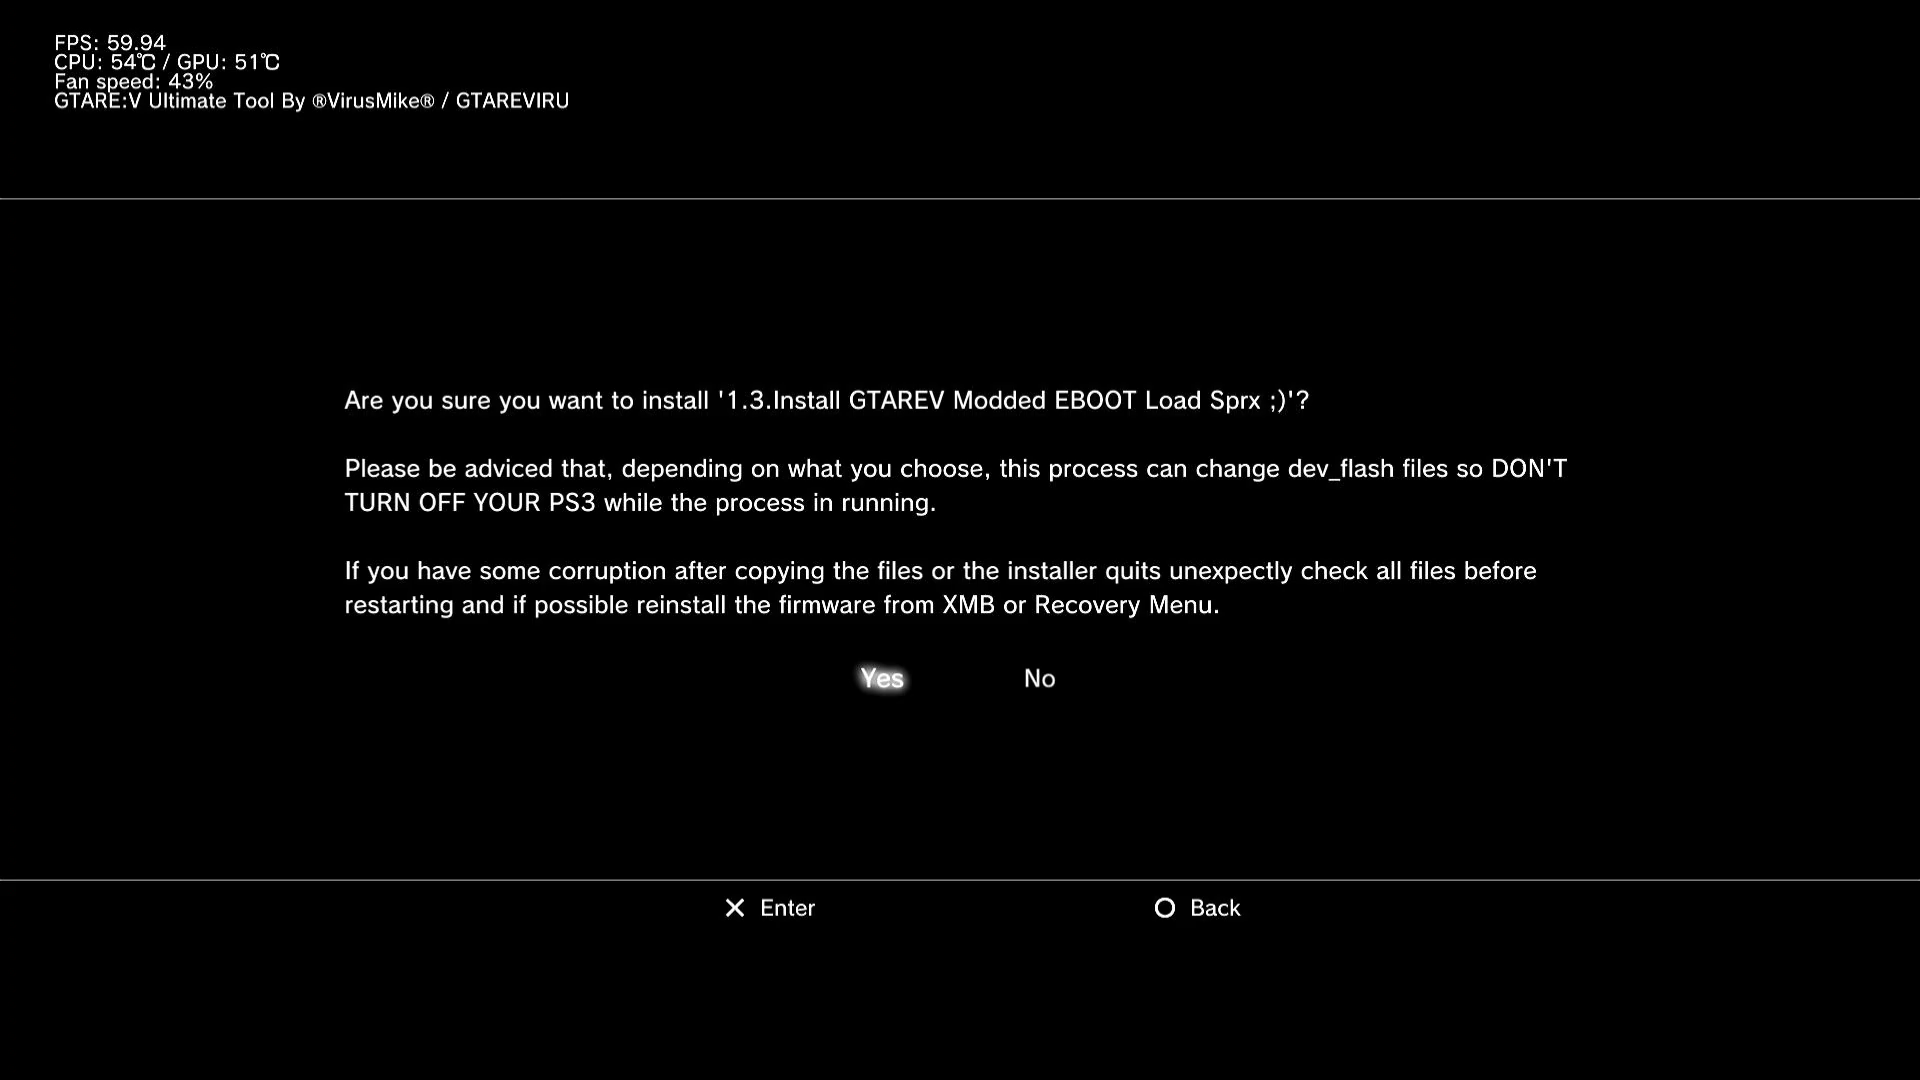 FPS: 59.94
CPU: 54℃ / GPU: 51℃
Fan speed: 43%
GTARE:V Ultimate Tool By ®VirusMike® / GTAREVIRU
Are you sure you want to install '1.3.Install GTAREV Modded EBOOT Load Sprx ;)'?
Please be adviced that, depending on what you choose, this process can change dev_flash files so DON'T
TURN OFF YOUR PS3 while the process in running.
If you have some corruption after copying the files or the installer quits unexpectly check all files before
restarting and if possible reinstall the firmware from XMB or Recovery Menu.
Yes No
Enter Back